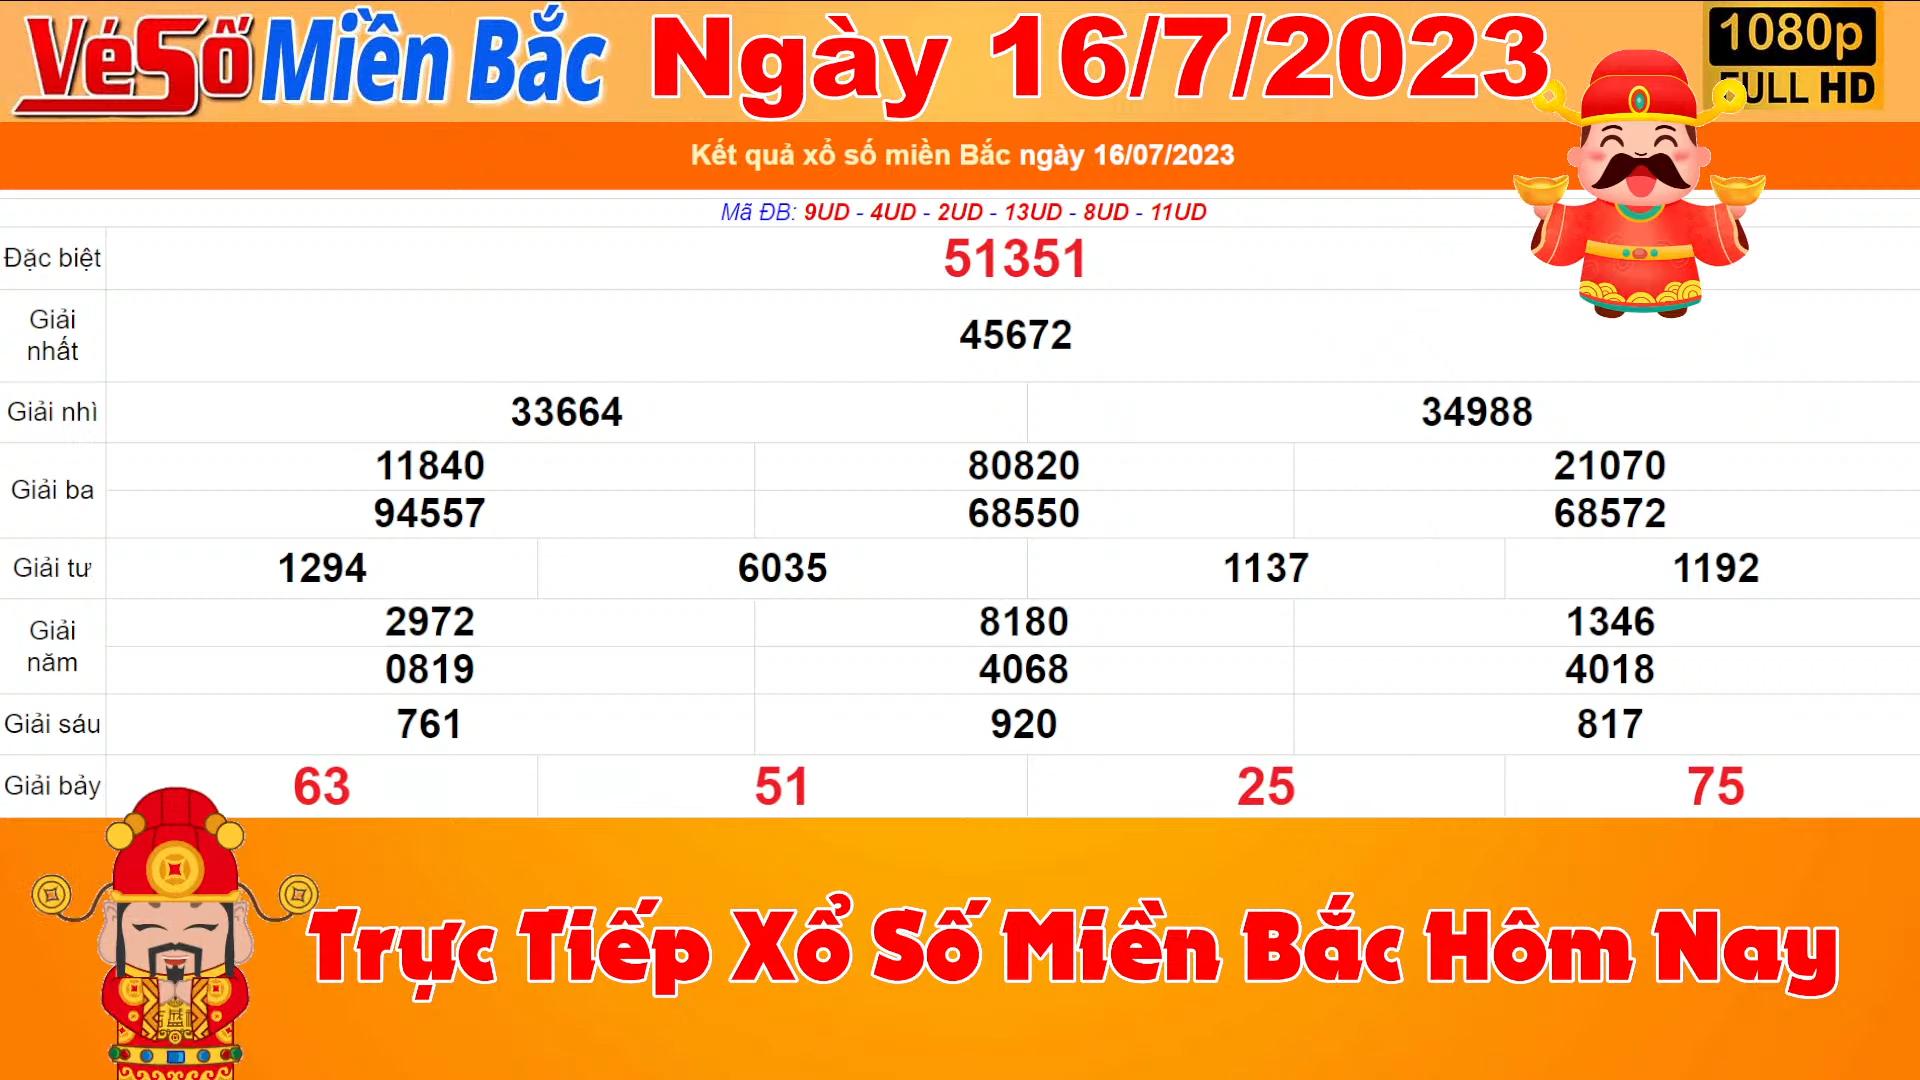 VéSố Miền Bắc Ngày 16/7/2023 1080p
FULL HD
Kết quả xổ số miền Bắc ngày 16/07/2023
Mã ĐB: 9UD - 4UD - 2UD - 13UD - 8UD - 11UD
Đặc biệt 51351
Giải nhất 45672
Giải nhì 33664 34988
Giải ba 11840 80820 21070
94557 68550 68572
Giải tư 1294 6035 1137 1192
Giải năm 2972 8180 1346
0819 4068 4018
Giải sáu 761 920 817
Giải bảy 63 51 25 75
Trực Tiếp Xổ Số Miền Bắc Hôm Nay